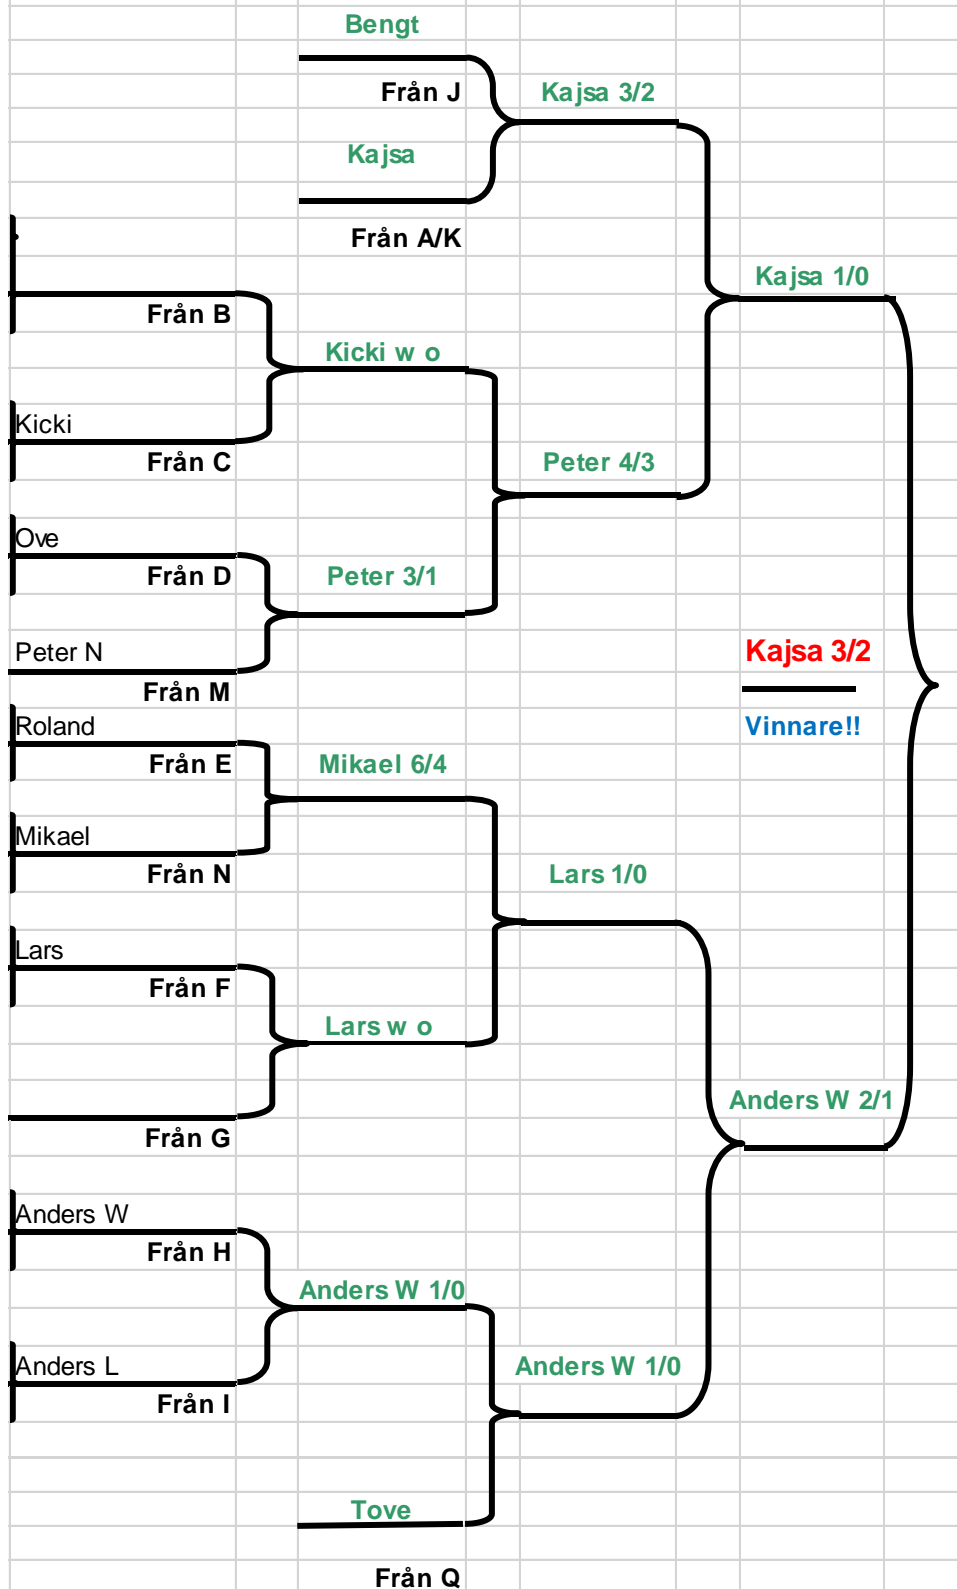 Bengt
Från J
Kajsa 3/2
Kajsa
Från A/K
Kajsa 1/0
Från B
Kicki w o
Kicki
Från C
Peter 4/3
Ove
Från D
Peter 3/1
Peter N
Kajsa 3/2
Från M
Roland
Vinnare!!
Från E
Mikael 6/4
Mikael
Från N
Lars 1/0
Lars
Från F
Lars w o
Anders W 2/1
Från G
Anders W
Från H
Anders W 1/0
Anders L
Anders W 1/0
Från I
Tove
Från Q